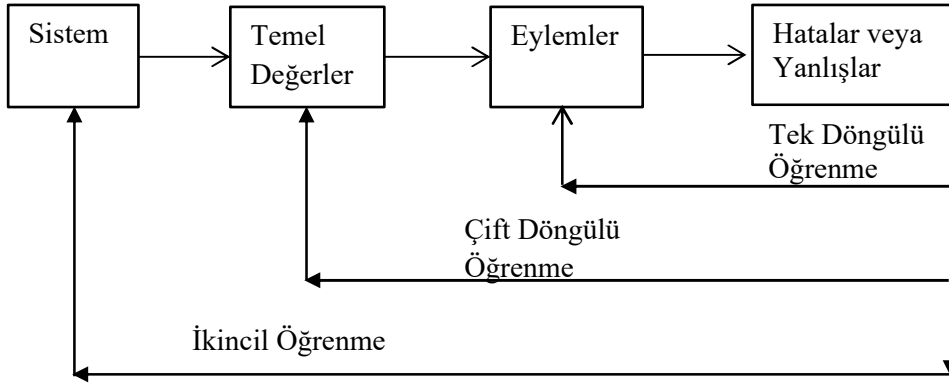 Sistem
Temel
Değerler
Eylemler
Hatalar veya
Yanlışlar
Tek Döngülü
Öğrenme
Çift Döngülü
Öğrenme
İkincil Öğrenme